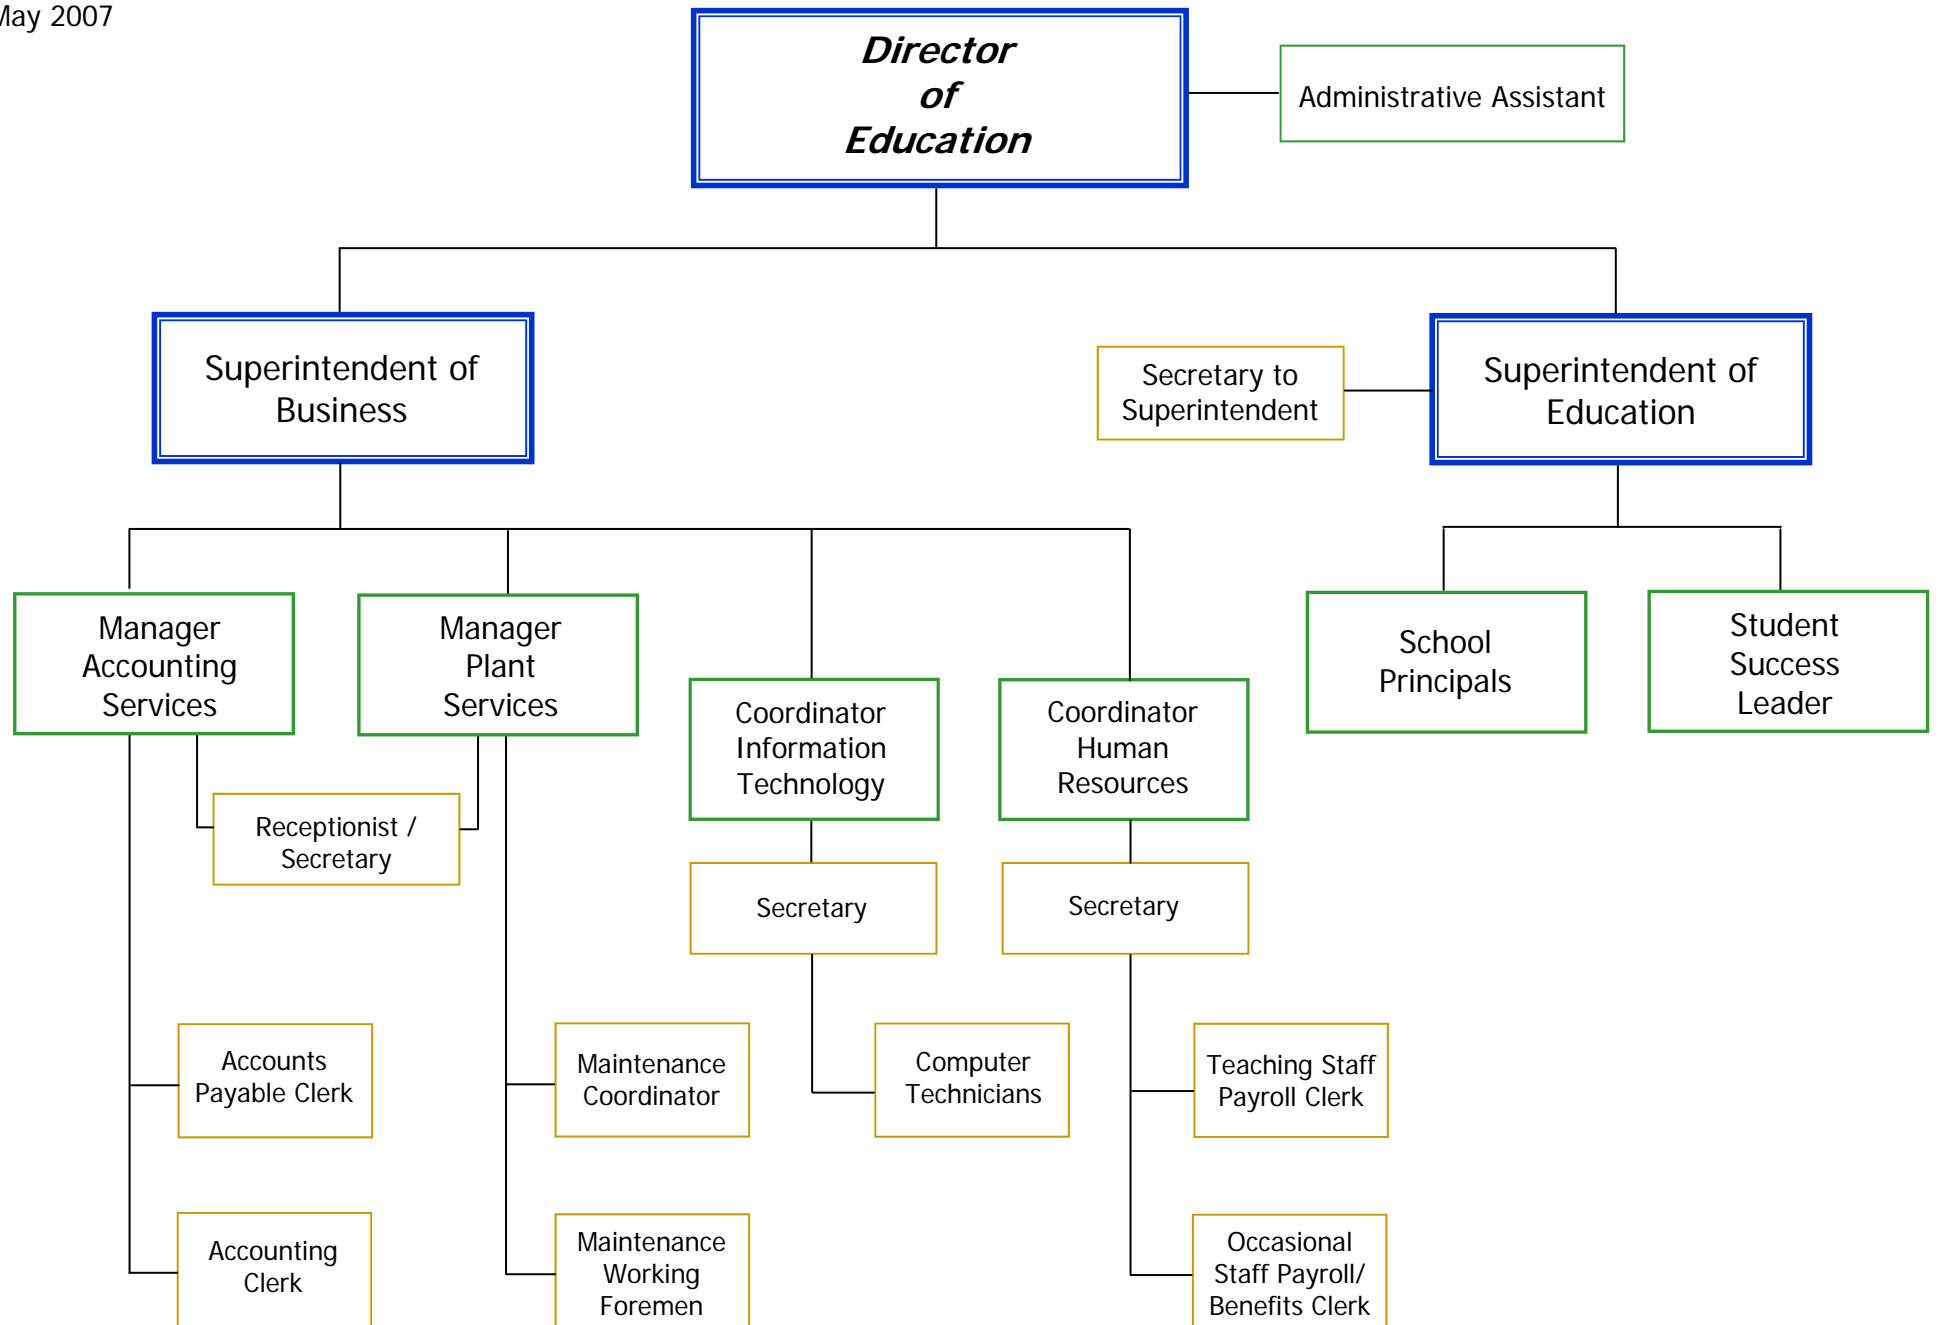 May 2007
Director
of
Education
Administrative Assistant
Superintendent of
Business
Secretary to
Superintendent
Superintendent of
Education
Manager
Accounting
Services
Manager
Plant
Services
Coordinator
Information
Technology
Coordinator
Human
Resources
School
Principals
Student
Success
Leader
Receptionist /
Secretary
Secretary
Secretary
Accounts
Payable Clerk
Maintenance
Coordinator
Computer
Technicians
Teaching Staff
Payroll Clerk
Accounting
Clerk
Maintenance
Working
Foremen
Occasional
Staff Payroll/
Benefits Clerk